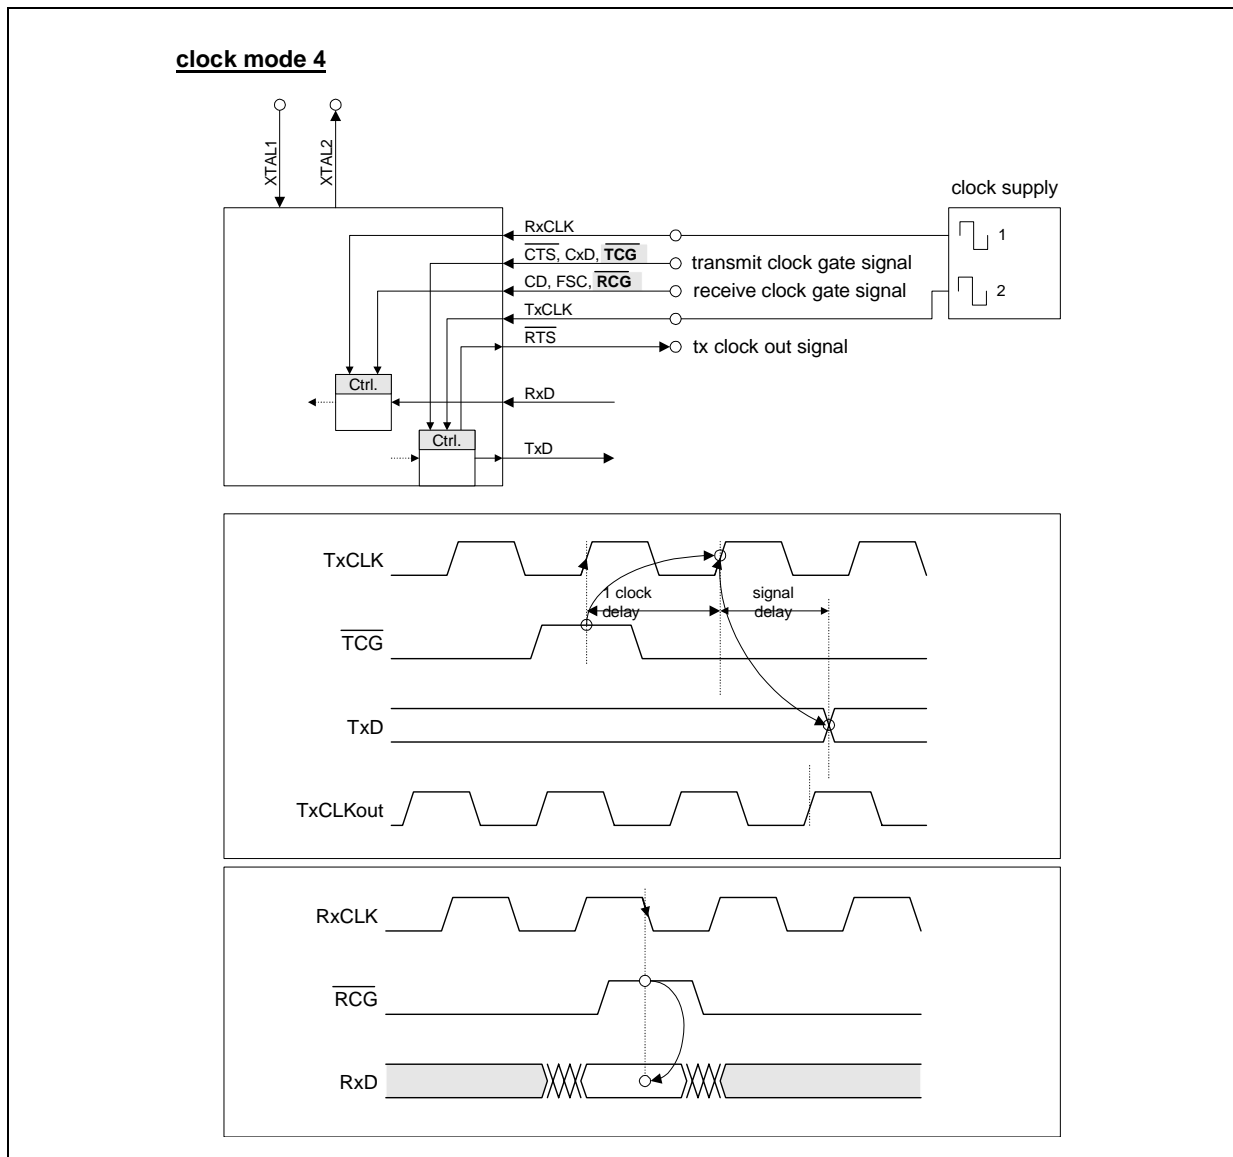 clock mode 4
XTAL1
XTAL2
clock supply
RxCLK
1
CTS, CxD, TCG
transmit clock gate signal
CD, FSC, RCG
receive clock gate signal
2
TxCLK
RTS
tx clock out signal
Ctrl.
RxD
Ctrl.
TxD
TxCLK
1 clock
delay
signal
delay
TCG
TxD
TxCLKout
RxCLK
RCG
RxD